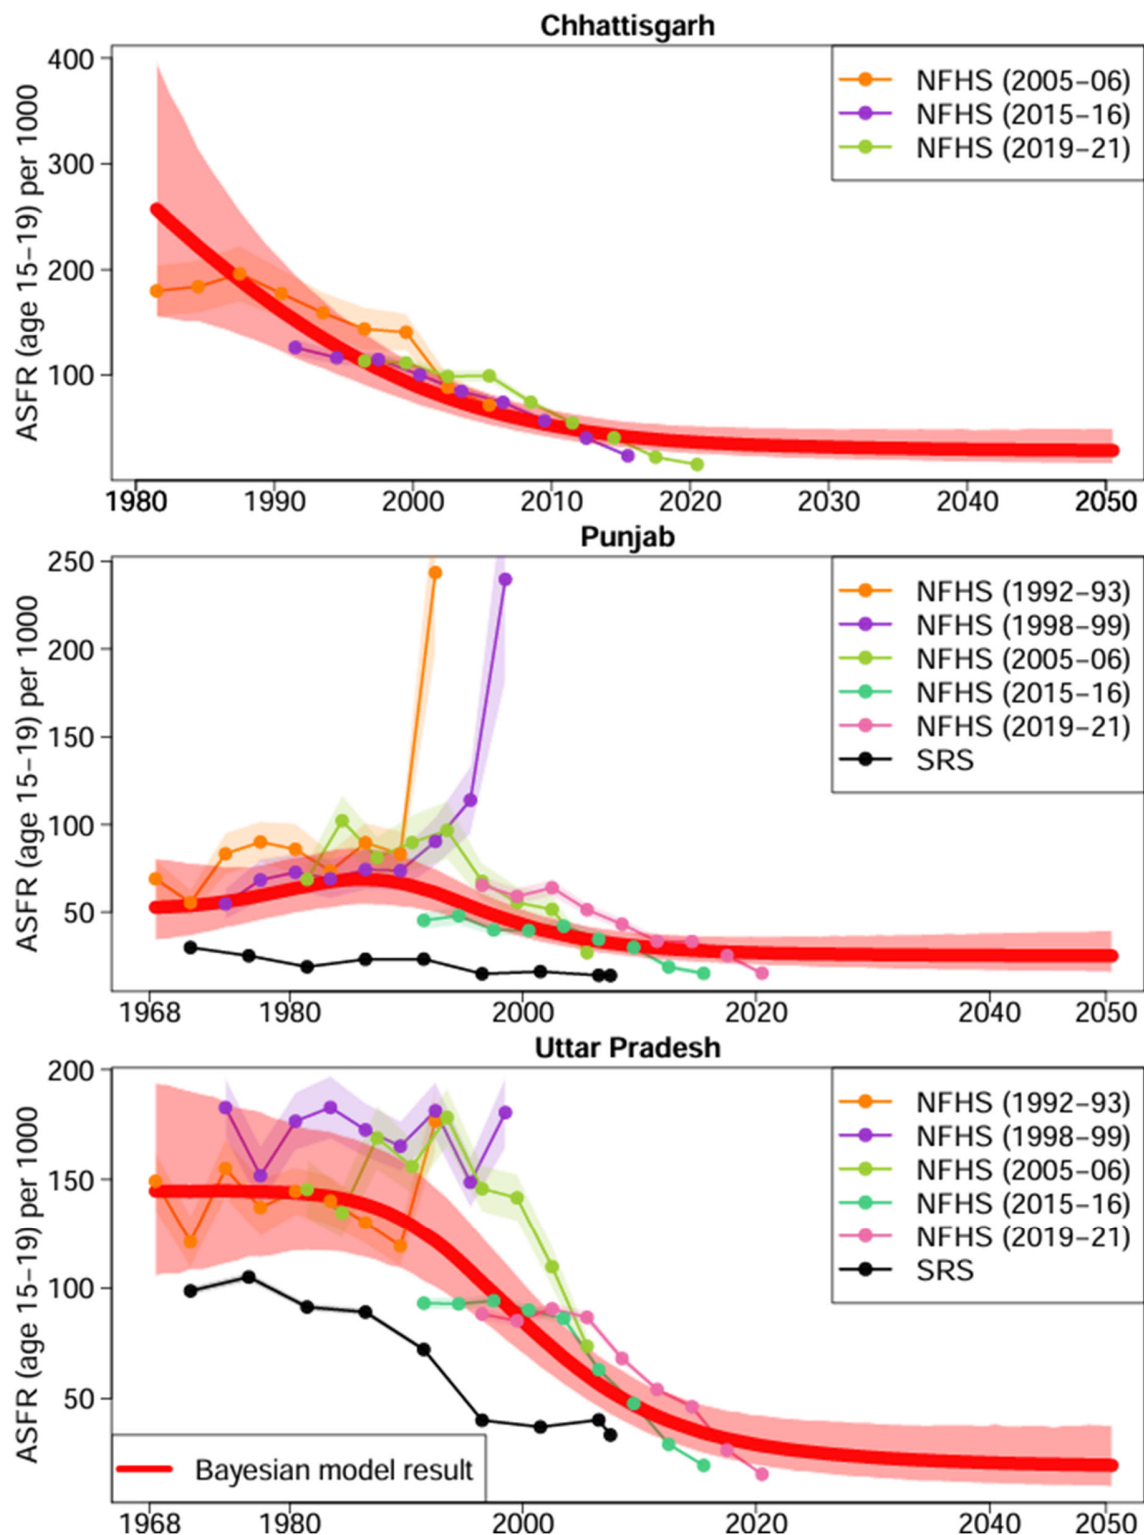 Chhattisgarh
ASFR (age 15−19) per 1000
400
300
200
100
NFHS (2005−06)
NFHS (2015−16)
NFHS (2019−21)
1980 1990 2000 2010 2020 2030 2040 2050
Punjab
ASFR (age 15−19) per 1000
250
200
150
100
50
NFHS (1992−93)
NFHS (1998−99)
NFHS (2005−06)
NFHS (2015−16)
NFHS (2019−21)
SRS
1968 1980 2000 2020 2040 2050
Uttar Pradesh
ASFR (age 15−19) per 1000
200
150
100
50
NFHS (1992−93)
NFHS (1998−99)
NFHS (2005−06)
NFHS (2015−16)
NFHS (2019−21)
SRS
Bayesian model result
1968 1980 2000 2020 2040 2050